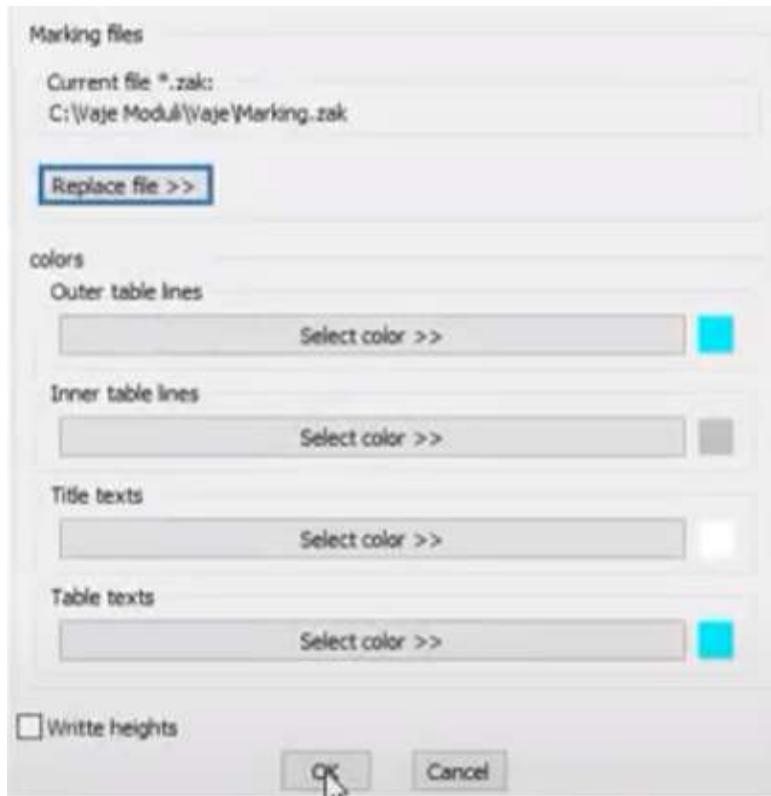 Marking files
Current file *.zak:
C:\Vaje Moduli\Vaje\Marking.zak
Replace file >>
colors
Outer table lines
Select color >>
Inner table lines
Select color >>
Title texts
Select color >>
Table texts
Select color >>
Writte heights
OK Cancel